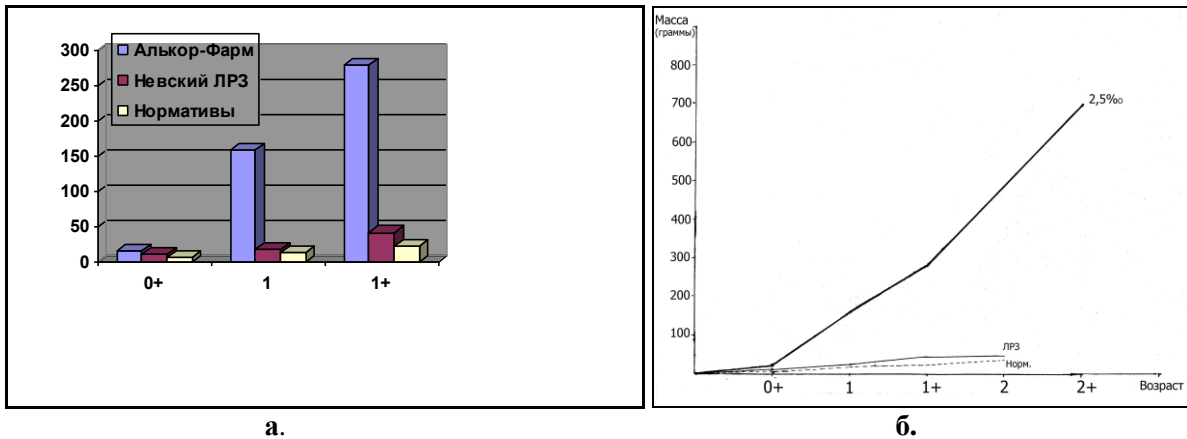 300
250
200
150
100
50
0
Алькор-Фарм
Невский ЛРЗ
Нормативы
0+ 1 1+
а.
Масса
(граммы)
800
700
600
500
400
300
200
100
2,5‰
ЛРЗ
Норм.
0+ 1 1+ 2 2+ Возраст
б.